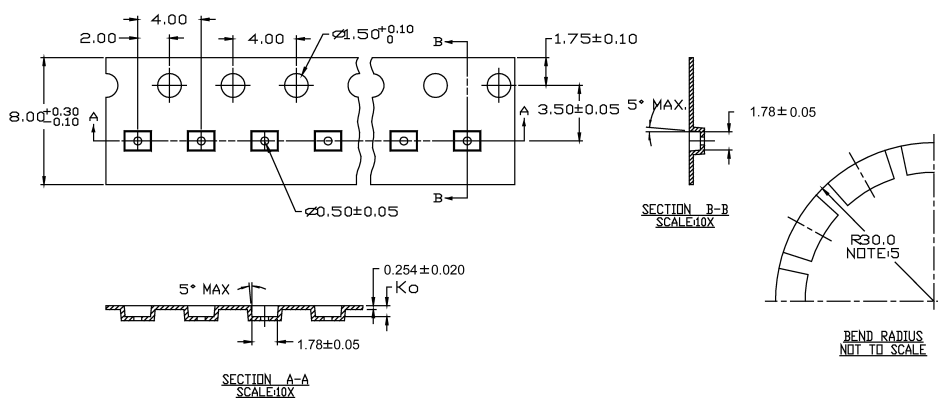 4.00
2.00
4.00
Ø1.50+0.10 0
B
1.75±0.10
8.00+0.30 -0.10
A
A
3.50±0.05
5° MAX.
1.78±0.05
B
Ø0.50±0.05
SECTION B-B
SCALE:10X
R30.0
NOTE:5
0.254±0.020
5° MAX
Ko
1.78±0.05
BEND RADIUS
NOT TO SCALE
SECTION A-A
SCALE:10X